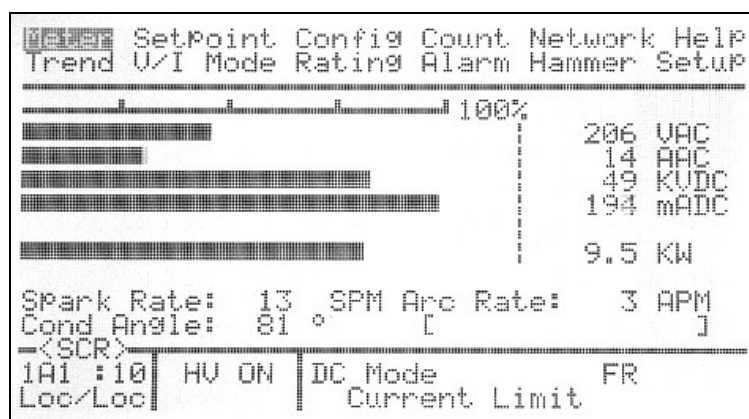 Meter Setpoint Config Count Network Help
Trend V/I Mode Rating Alarm Hammer Setup
100%
206 VAC
14 AAC
49 KVDC
194 mADC
9.5 KW
Spark Rate: 13 SPM Arc Rate: 3 APM
Cond Angle: 81 ° [ ]
<SCR>
1A1 :10 HV ON DC Mode FR
Loc/Loc Current Limit